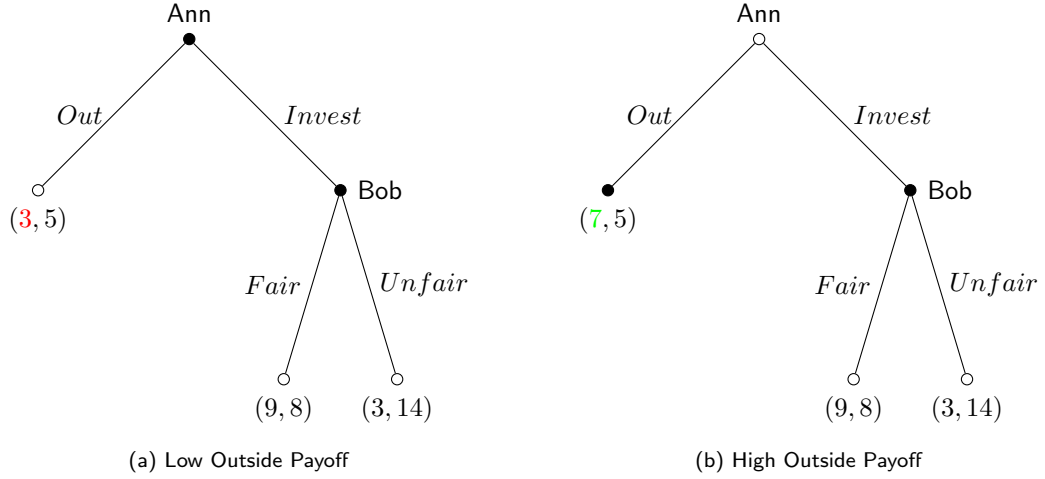 Ann
Out
Invest
(3, 5)
Bob
Fair
Unfair
(9, 8)
(3, 14)
(a) Low Outside Payoff
Ann
Out
Invest
(7, 5)
Bob
Fair
Unfair
(9, 8)
(3, 14)
(b) High Outside Payoff